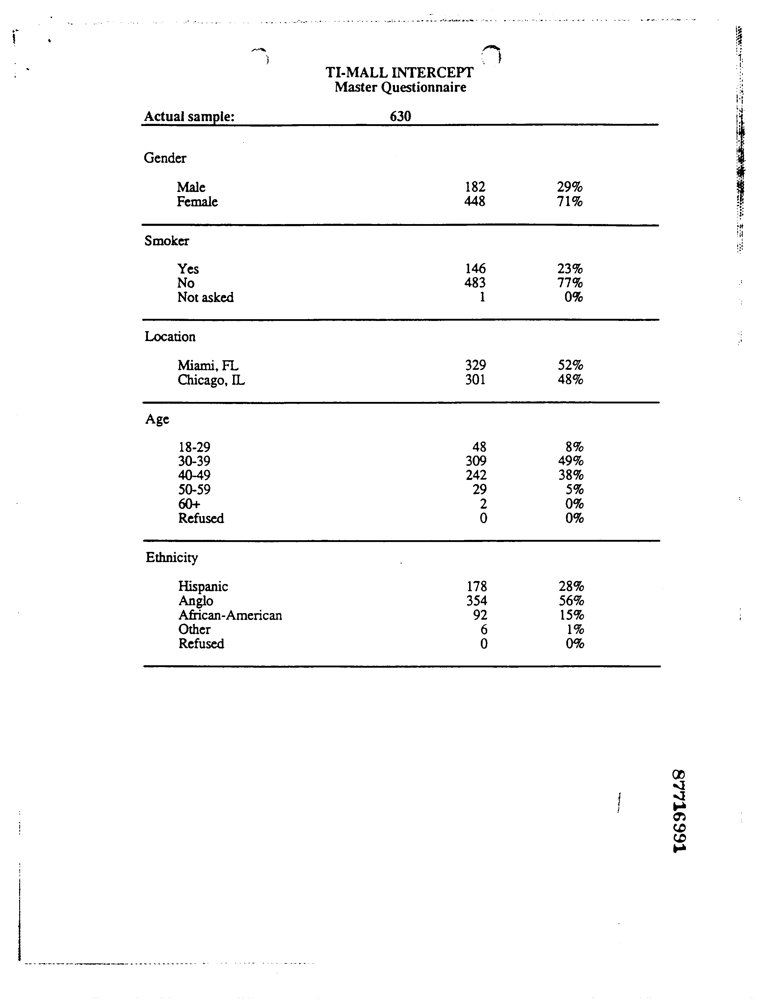 TI-MALL INTERCEPT
Master Questionnaire
Actual sample: 630
Gender
Male 182 29%
Female 448 71%
Smoker
Yes 146 23%
No 483 77%
Not asked 1 0%
Location
Miami, FL 329 52%
Chicago, IL 301 48%
Age
18-29 48 8%
30-39 309 49%
40-49 242 38%
50-59 29 5%
60+ 2 0%
Refused 0 0%
Ethnicity
Hispanic 178 28%
Anglo 354 56%
African-American 92 15%
Other 6 1%
Refused 0 0%
87716991